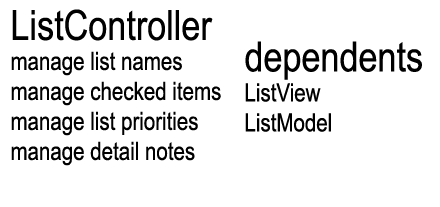 ListController
manage list names
manage checked items
manage list priorities
manage detail notes
dependents
ListView
ListModel